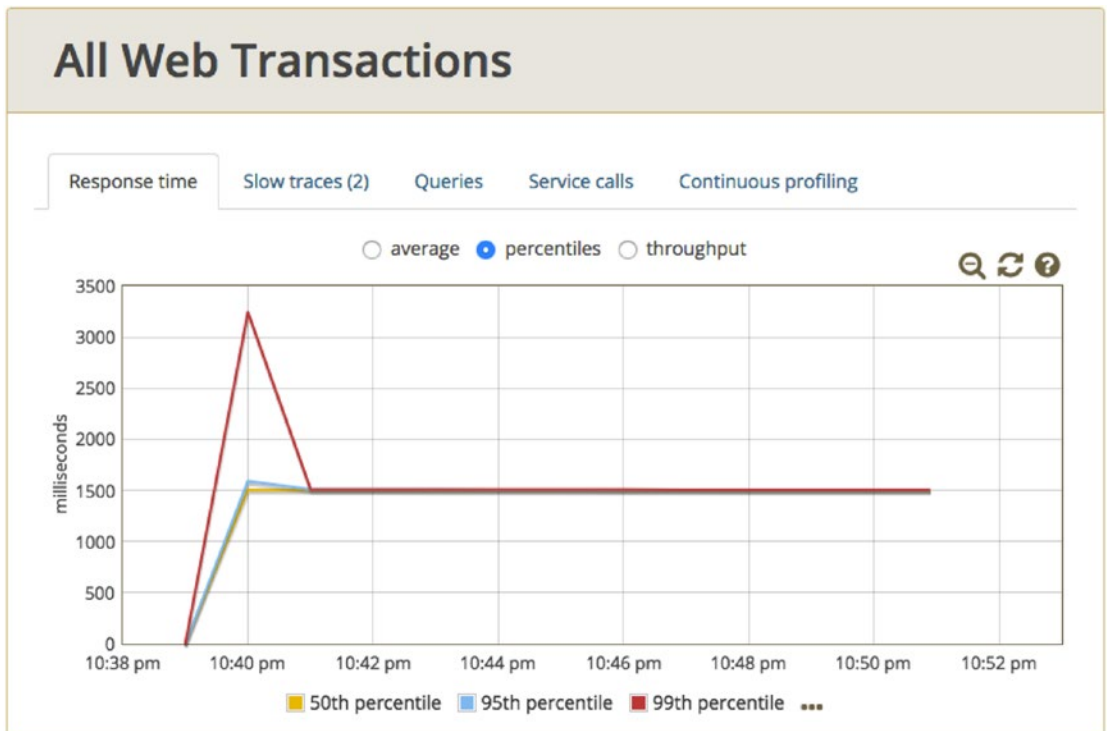 All Web Transactions
Response time Slow traces (2) Queries Service calls Continuous profiling
average percentiles throughput
3500
3000
2500
2000
1500
1000
500
0
milliseconds
10:38 pm 10:40 pm 10:42 pm 10:44 pm 10:46 pm 10:48 pm 10:50 pm 10:52 pm
50th percentile 95th percentile 99th percentile ...